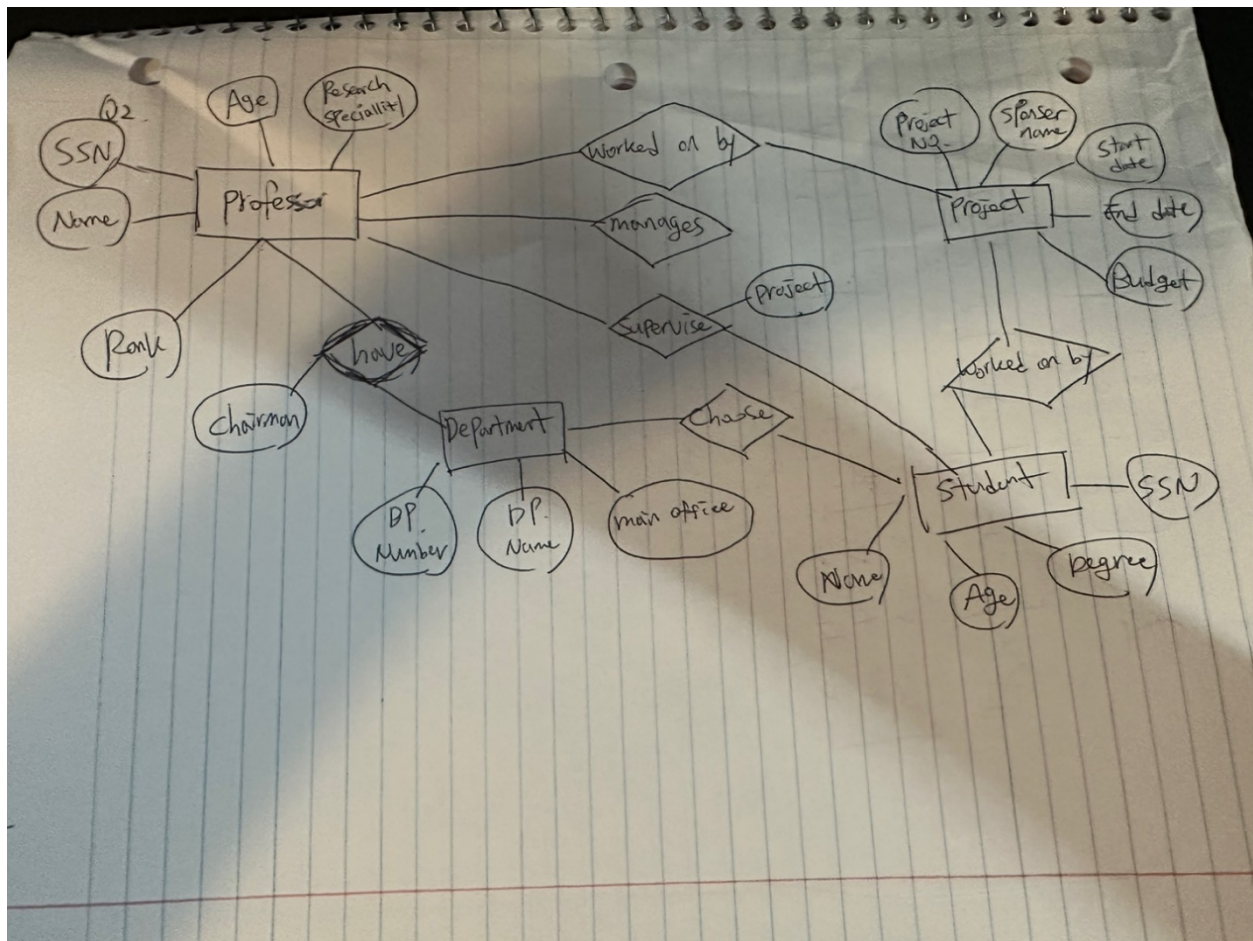 Q2.
Age
Research
Speciallity
SSN
Name
Professor
Rank
have
Chairman
Worked on by
manages
Supervise
Project
Project
No.
Sponser
name
Start
date
Project
End date
Budget
Worked on by
Department
Choose
DP.
Number
DP.
Name
main office
Student
SSN
Name
Age
Degree